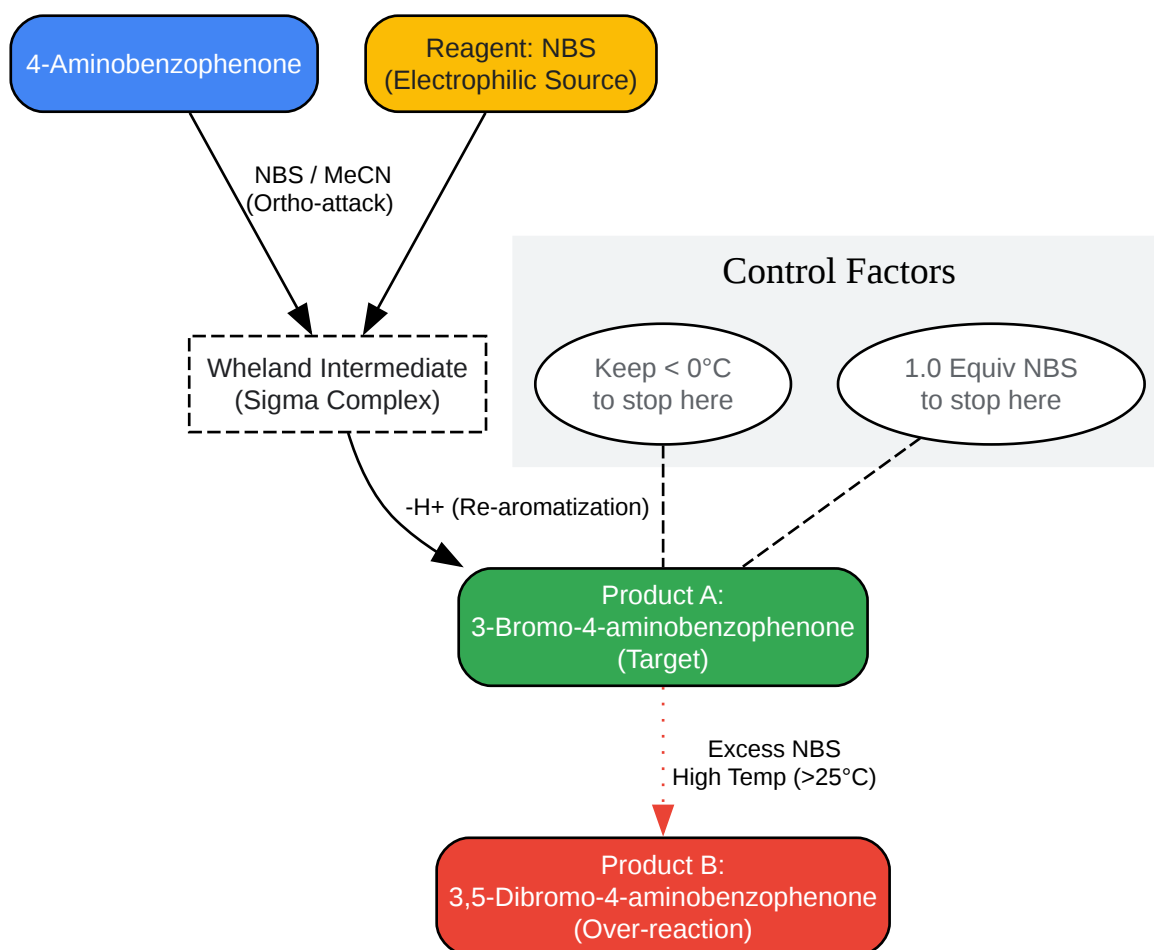 4-Aminobenzophenone
Reagent: NBS
(Electrophilic Source)
NBS / MeCN
(Ortho-attack)
Control Factors
Wheland Intermediate
(Sigma Complex)
Keep < 0°C
to stop here
1.0 Equiv NBS
to stop here
-H+ (Re-aromatization)
Product A:
3-Bromo-4-aminobenzophenone
(Target)
Excess NBS
High Temp (>25°C)
Product B:
3,5-Dibromo-4-aminobenzophenone
(Over-reaction)